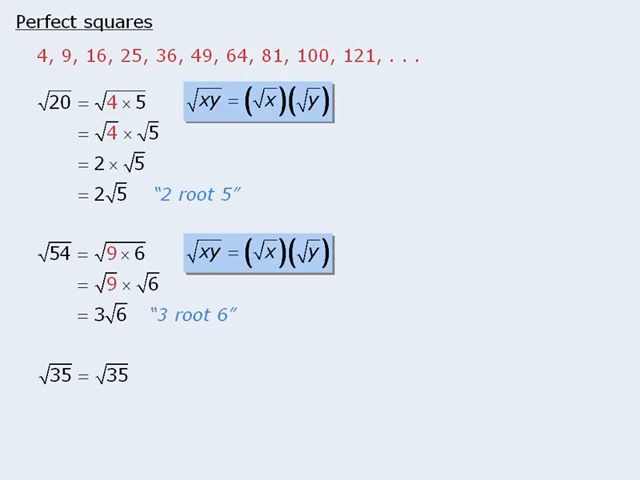 Perfect squares
4, 9, 16, 25, 36, 49, 64, 81, 100, 121, . . .
√20 = √4 × 5 √xy = (√x)(√y)
= √4 × √5
= 2 × √5
= 2√5 “2 root 5”
√54 = √9 × 6 √xy = (√x)(√y)
= √9 × √6
= 3√6 “3 root 6”
√35 = √35